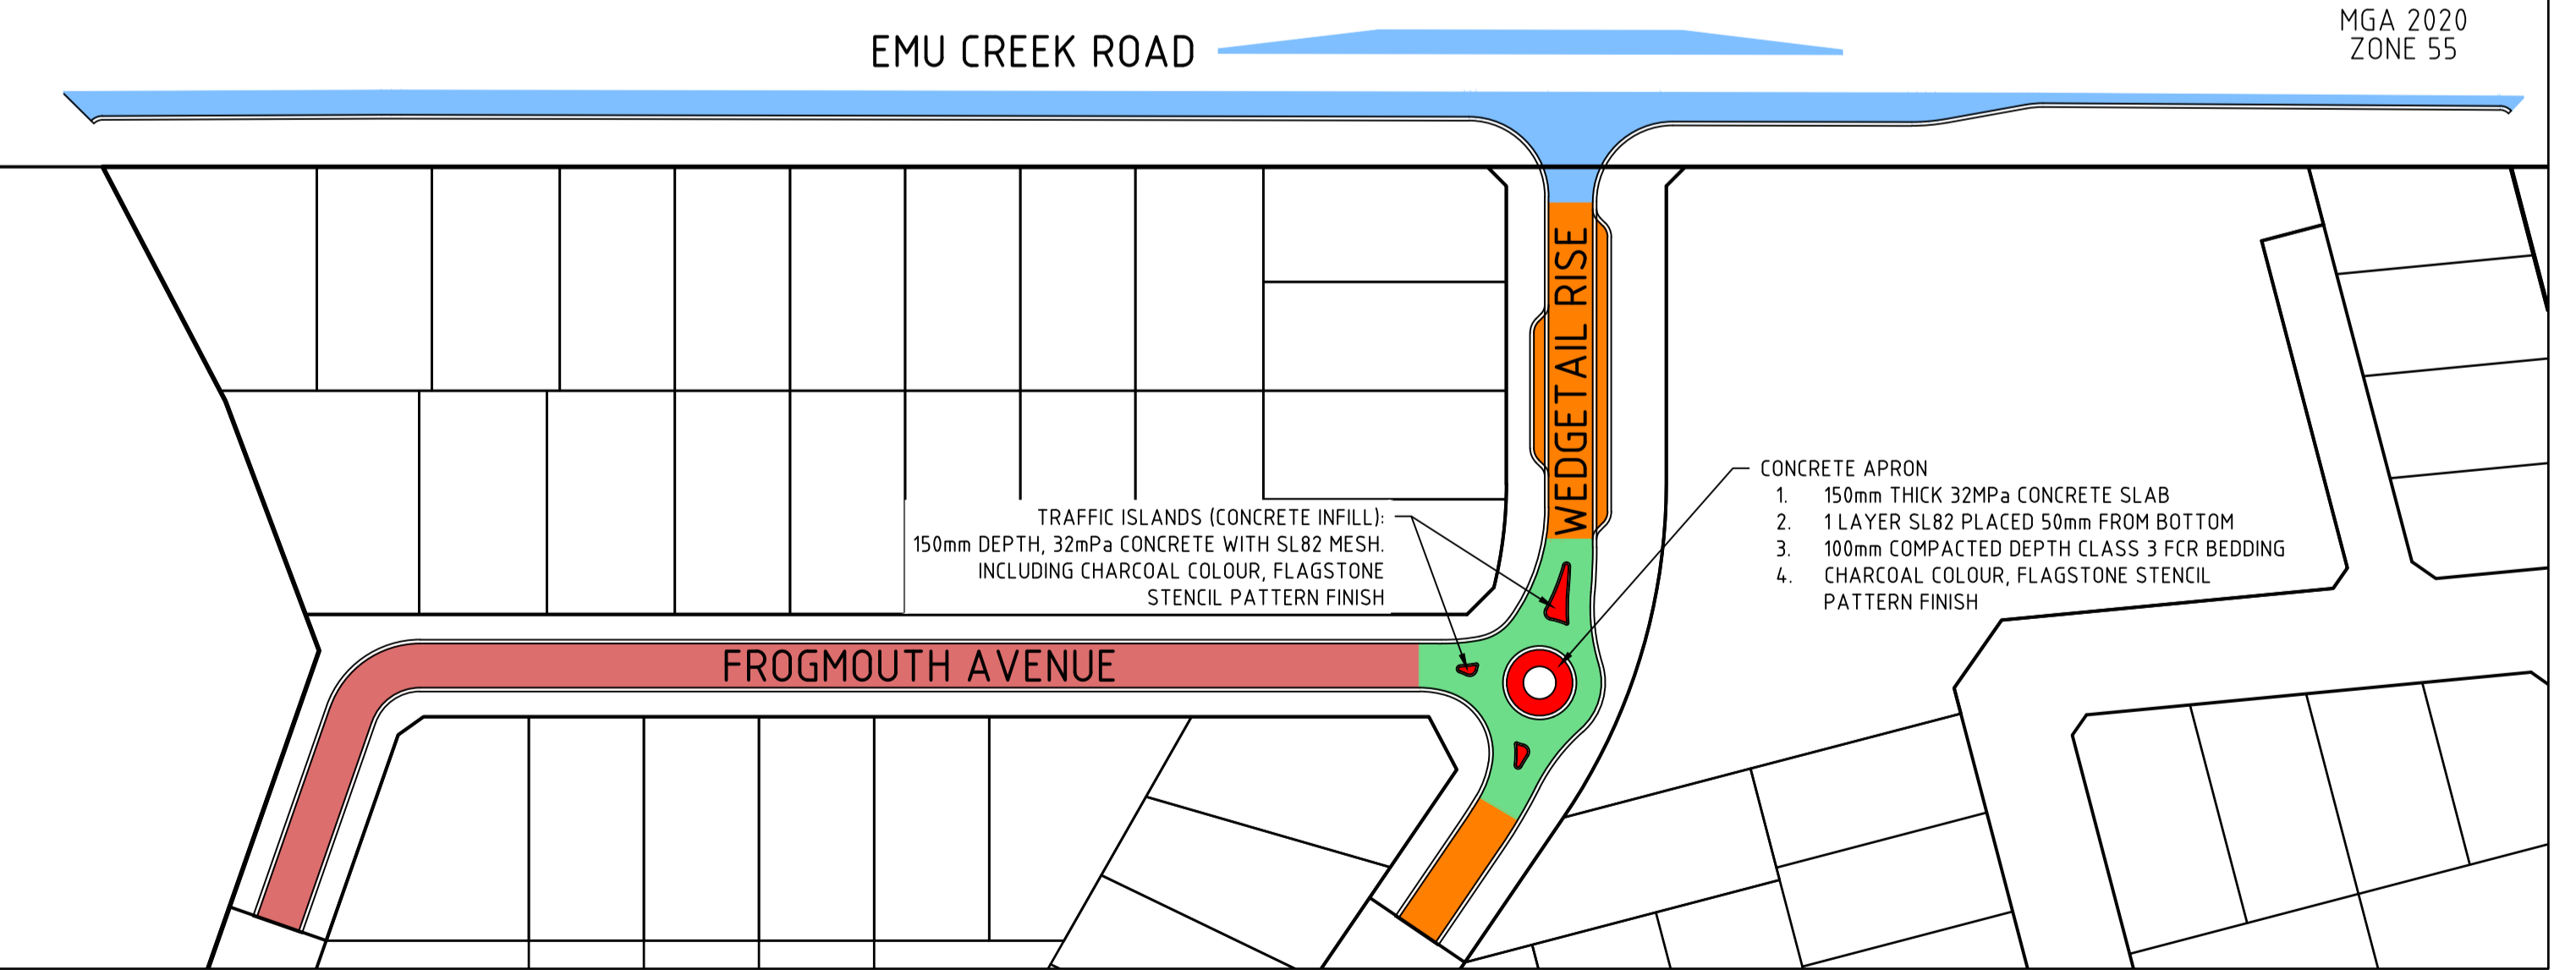 EMU CREEK ROAD
MGA 2020
ZONE 55
WEDGETAIL RISE
CONCRETE APRON
1. 150mm THICK 32MPa CONCRETE SLAB
2. 1 LAYER SL82 PLACED 50mm FROM BOTTOM
3. 100mm COMPACTED DEPTH CLASS 3 FCR BEDDING
4. CHARCOAL COLOUR, FLAGSTONE STENCIL
PATTERN FINISH
TRAFFIC ISLANDS (CONCRETE INFILL):
150mm DEPTH, 32mPa CONCRETE WITH SL82 MESH.
INCLUDING CHARCOAL COLOUR, FLAGSTONE
STENCIL PATTERN FINISH
FROGMOUTH AVENUE